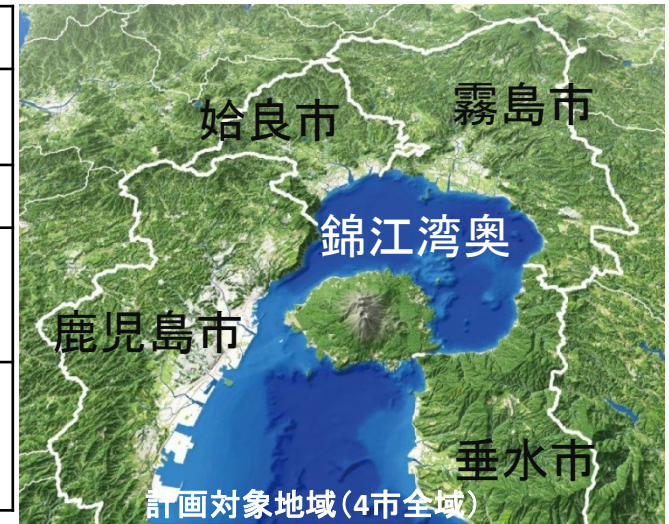 霧島市
姶良市
錦江湾奥
鹿児島市
垂水市
計画対象地域(4市全域)